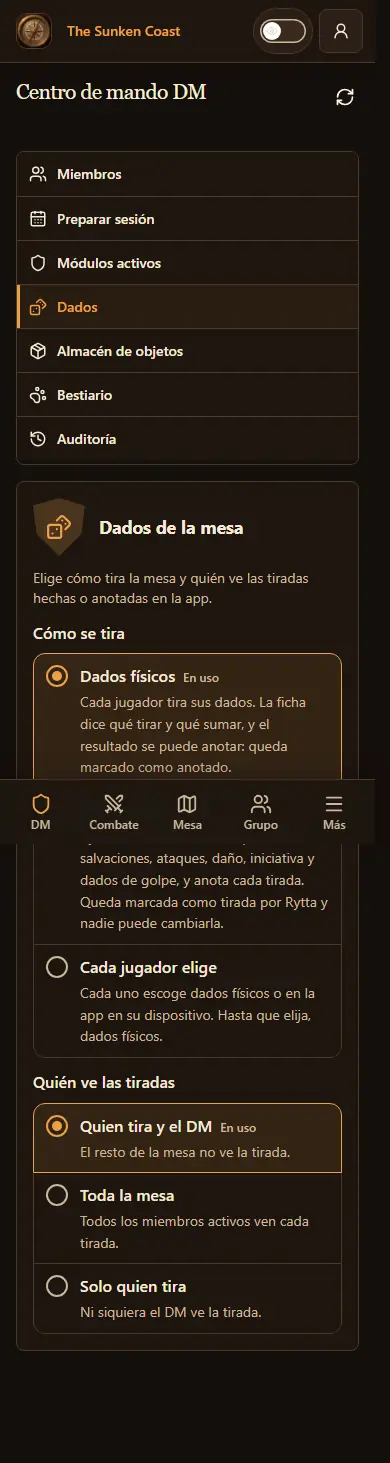 The Sunken Coast
Centro de mando DM
Miembros
Preparar sesión
Módulos activos
Dados
Almacén de objetos
Bestiario
Auditoría
Dados de la mesa
Elige cómo tira la mesa y quién ve las tiradas
hechas o anotadas en la app.
Cómo se tira
Dados físicos En uso
Cada jugador tira sus dados. La ficha
dice qué tirar y qué sumar, y el
resultado se puede anotar: queda
marcado como anotado.
DM
Combate
Mesa
Grupo
Más
salvaciones, ataques, daño, iniciativa y
dados de golpe, y anota cada tirada.
Queda marcada como tirada por Rytta y
nadie puede cambiarla.
Cada jugador elige
Cada uno escoge dados físicos o en la
app en su dispositivo. Hasta que elija,
dados físicos.
Quién ve las tiradas
Quien tira y el DM En uso
El resto de la mesa no ve la tirada.
Toda la mesa
Todos los miembros activos ven cada
tirada.
Solo quien tira
Ni siquiera el DM ve la tirada.